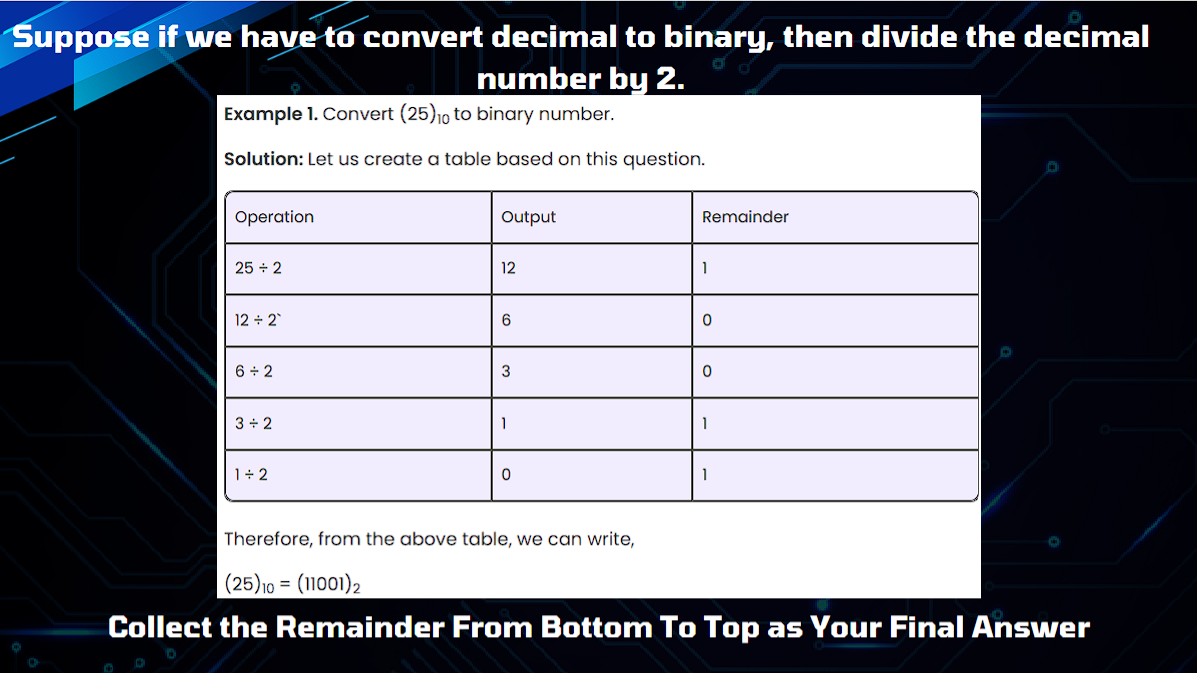 Suppose if we have to convert decimal to binary, then divide the decimal
number by 2.
Example 1. Convert (25)₁₀ to binary number.
Solution: Let us create a table based on this question.
Operation Output Remainder
25 ÷ 2 12 1
12 ÷ 2` 6 0
6 ÷ 2 3 0
3 ÷ 2 1 1
1 ÷ 2 0 1
Therefore, from the above table, we can write,
(25)₁₀ = (11001)₂
Collect the Remainder From Bottom To Top as Your Final Answer